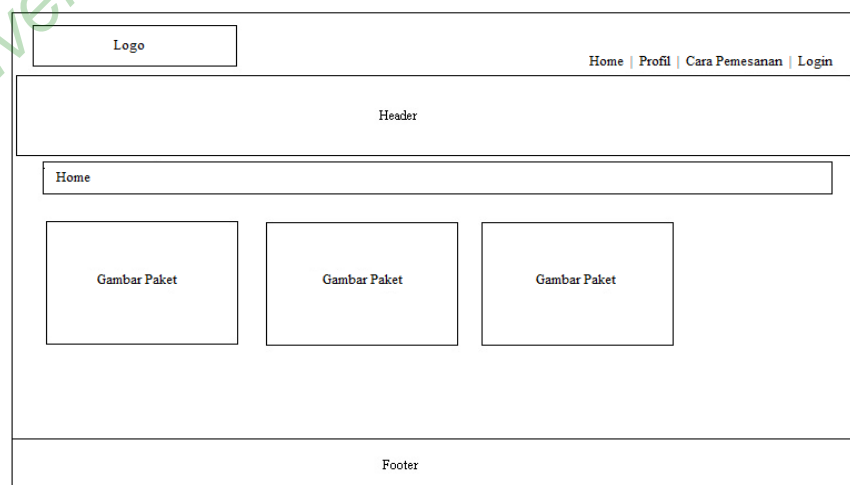 Logo
Home | Profil | Cara Pemesanan | Login
Header
Home
Gambar Paket
Gambar Paket
Gambar Paket
Footer